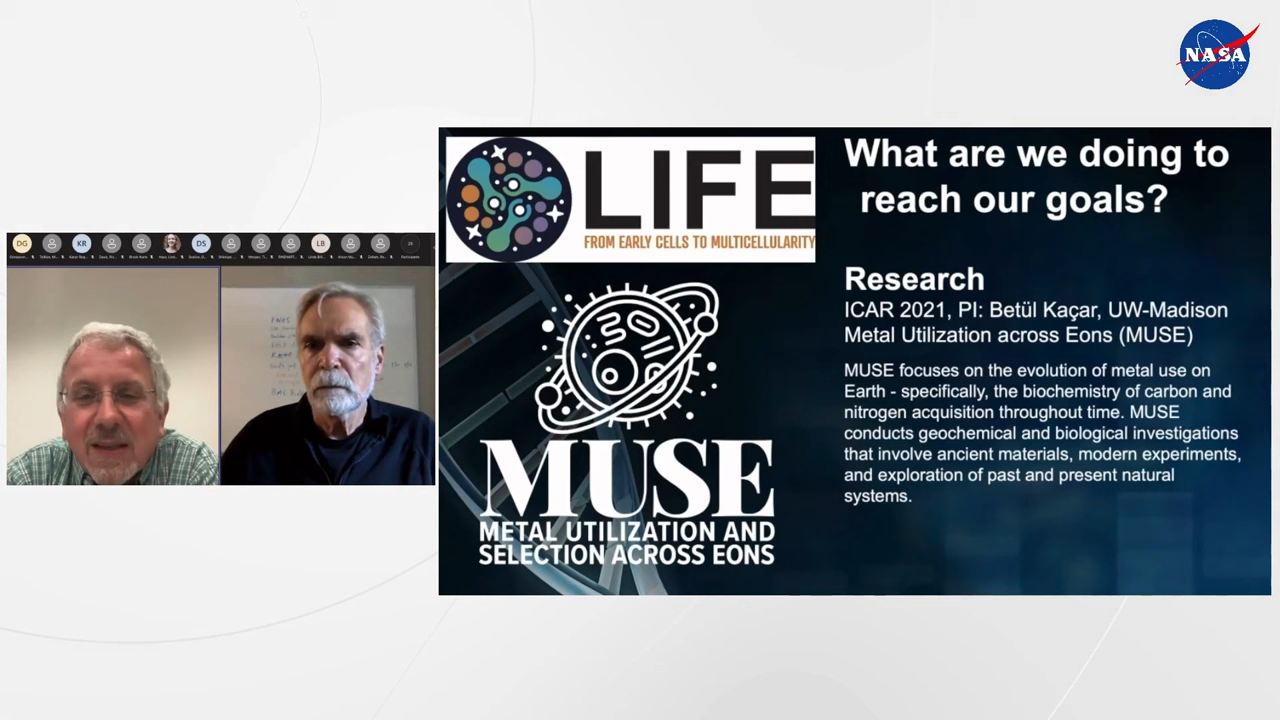 NASA
DG
KR
DS
LB
LIFE
FROM EARLY CELLS TO MULTICELLULARITY
MUSE
METAL UTILIZATION AND
SELECTION ACROSS EONS
What are we doing to
reach our goals?
Research
ICAR 2021, PI: Betül Kaçar, UW-Madison
Metal Utilization across Eons (MUSE)
MUSE focuses on the evolution of metal use on
Earth - specifically, the biochemistry of carbon and
nitrogen acquisition throughout time. MUSE
conducts geochemical and biological investigations
that involve ancient materials, modern experiments,
and exploration of past and present natural
systems.